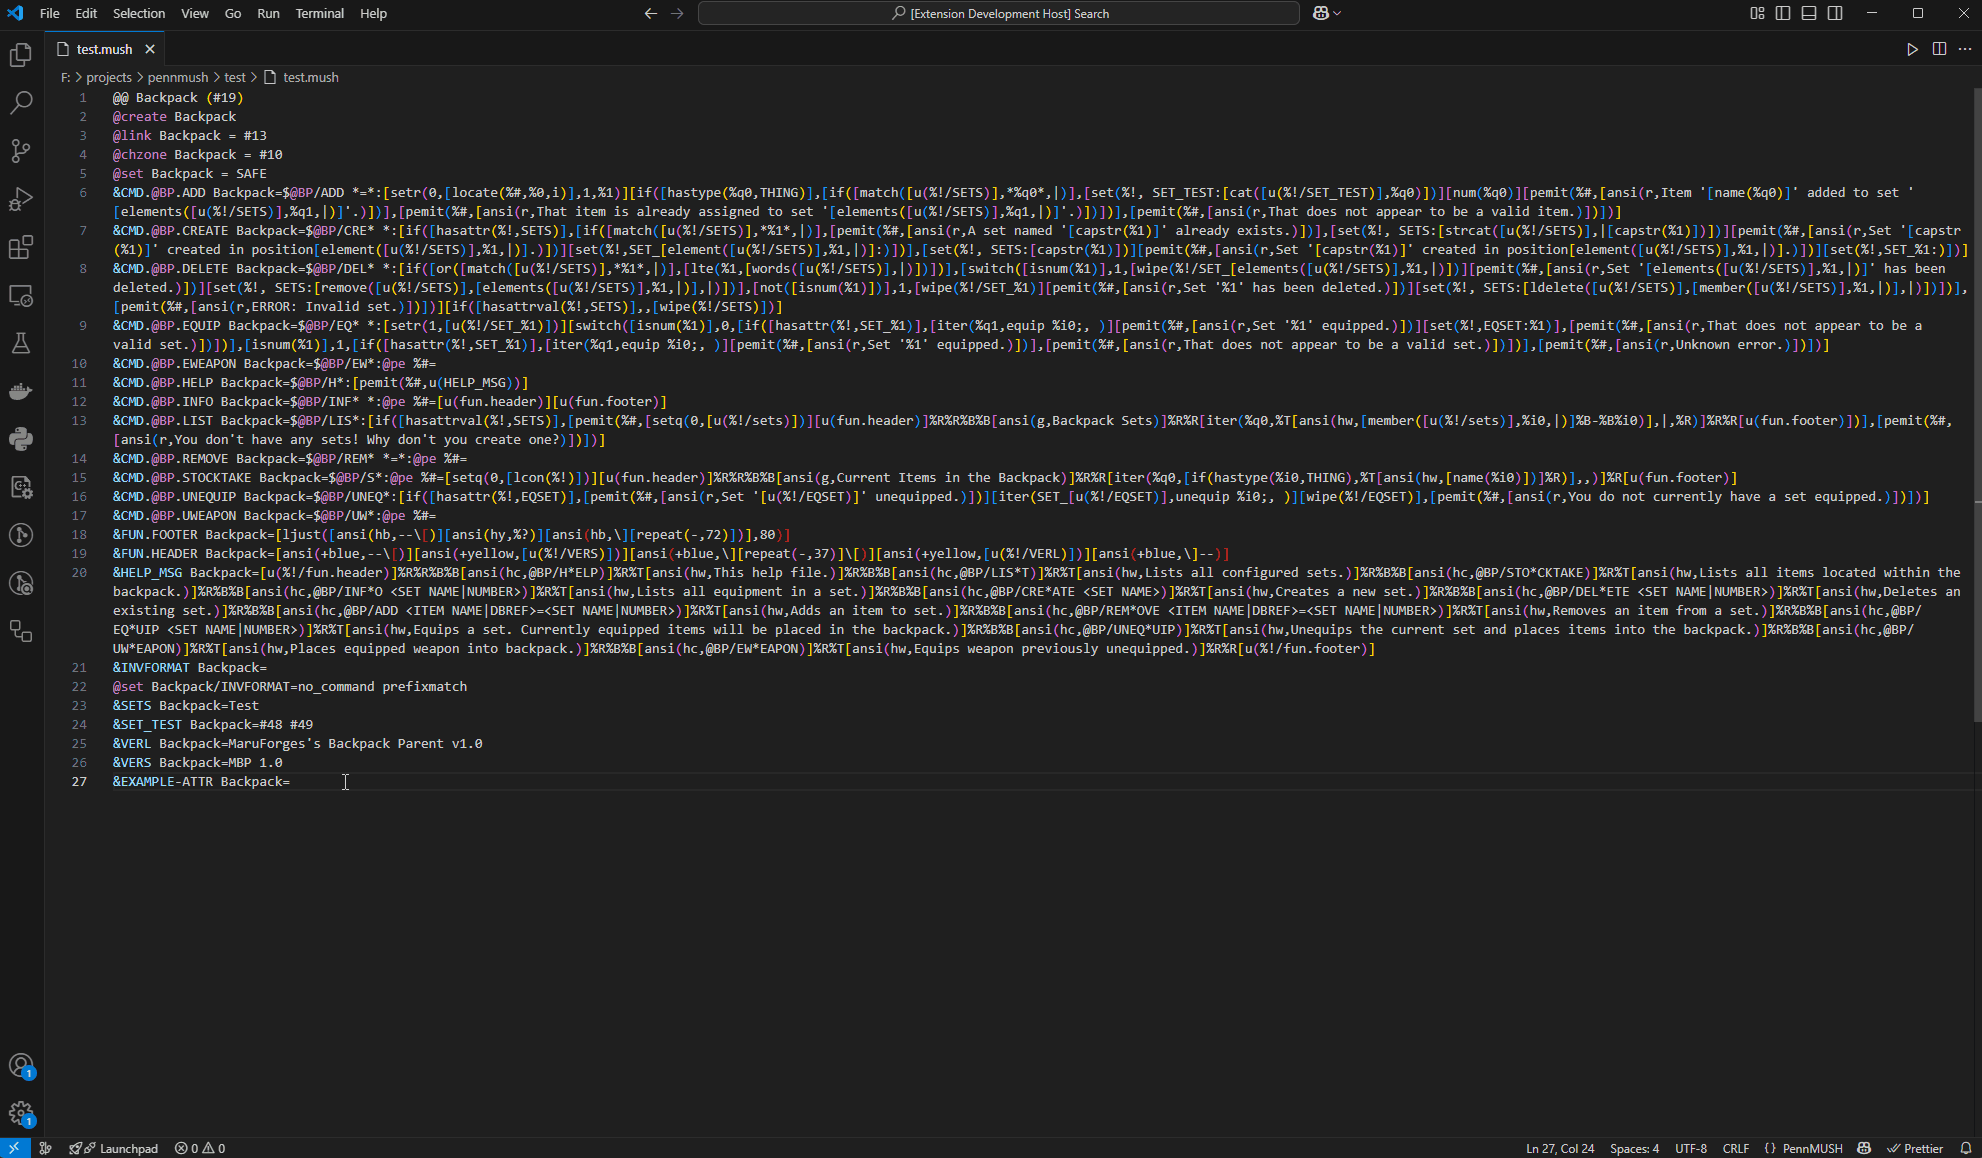 File Edit Selection View Go Run Terminal Help [Extension Development Host] Search
test.mush
F: > projects > pennmush > test > test.mush
1 @@ Backpack (#19)
2 @create Backpack
3 @link Backpack = #13
4 @chzone Backpack = #10
5 @set Backpack = SAFE
6 &CMD.@BP.ADD Backpack=$@BP/ADD *=*:[setr(0,[locate(%#,%0,i)],1,%1)][if([hastype(%q0,THING)],[if([match([u(%!/SETS)],*%q0*,|)],[set(%!, SET_TEST:[cat([u(%!/SET_TEST)],%q0)])][num(%q0)][pemit(%#,[ansi(r,Item '[name(%q0)]' added to set '
[elements([u(%!/SETS)],%q1,|)]'.)])],[pemit(%#,[ansi(r,That item is already assigned to set '[elements([u(%!/SETS)],%q1,|)]'.)])])],[pemit(%#,[ansi(r,That does not appear to be a valid item.)])])]
7 &CMD.@BP.CREATE Backpack=$@BP/CRE* *:[if([hasattr(%!,SETS)],[if([match([u(%!/SETS)],*%1*,|)],[pemit(%#,[ansi(r,A set named '[capstr(%1)]' already exists.)])],[set(%!, SETS:[strcat([u(%!/SETS)],|[capstr(%1)])])][pemit(%#,[ansi(r,Set '[capstr
(%1)]' created in position[element([u(%!/SETS)],%1,|)].)])][set(%!,SET_[element([u(%!/SETS)],%1,|)]:)])],[set(%!, SETS:[capstr(%1)])][pemit(%#,[ansi(r,Set '[capstr(%1)]' created in position[element([u(%!/SETS)],%1,|)].)])][set(%!,SET_%1:)])]
8 &CMD.@BP.DELETE Backpack=$@BP/DEL* *:[if([or([match([u(%!/SETS)],*%1*,|)],[lte(%1,[words([u(%!/SETS)],|)])])],[switch([isnum(%1)],1,[wipe(%!/SET_[elements([u(%!/SETS)],%1,|)])][pemit(%#,[ansi(r,Set '[elements([u(%!/SETS)],%1,|)]' has been
deleted.)])][set(%!, SETS:[remove([u(%!/SETS)],[elements([u(%!/SETS)],%1,|)],|)])],[not([isnum(%1)])],1,[wipe(%!/SET_%1)][pemit(%#,[ansi(r,Set '%1' has been deleted.)])][set(%!, SETS:[ldelete([u(%!/SETS)],[member([u(%!/SETS)],%1,|)],|)])])],
[pemit(%#,[ansi(r,ERROR: Invalid set.)])])][if([hasattrval(%!,SETS)],,[wipe(%!/SETS)])]
9 &CMD.@BP.EQUIP Backpack=$@BP/EQ* *:[setr(1,[u(%!/SET_%1)])][switch([isnum(%1)],0,[if([hasattr(%!,SET_%1)],[iter(%q1,equip %i0;, )][pemit(%#,[ansi(r,Set '%1' equipped.)])][set(%!,EQSET:%1)],[pemit(%#,[ansi(r,That does not appear to be a
valid set.)])])],[isnum(%1)],1,[if([hasattr(%!,SET_%1)],[iter(%q1,equip %i0;, )][pemit(%#,[ansi(r,Set '%1' equipped.)])],[pemit(%#,[ansi(r,That does not appear to be a valid set.)])])],[pemit(%#,[ansi(r,Unknown error.)])])]
10 &CMD.@BP.EWEAPON Backpack=$@BP/EW*:@pe %#=
11 &CMD.@BP.HELP Backpack=$@BP/H*:[pemit(%#,u(HELP_MSG))]
12 &CMD.@BP.INFO Backpack=$@BP/INF* *:@pe %#=[u(fun.header)][u(fun.footer)]
13 &CMD.@BP.LIST Backpack=$@BP/LIS*:[if([hasattrval(%!,SETS)],[pemit(%#,[setq(0,[u(%!/sets)])][u(fun.header)]%R%R%B%B[ansi(g,Backpack Sets)]%R%R[iter(%q0,%T[ansi(hw,[member([u(%!/sets)],%i0,|)]%B-%B%i0)],|,%R)]%R%R[u(fun.footer)])],[pemit(%#,
[ansi(r,You don't have any sets! Why don't you create one?)])])]
14 &CMD.@BP.REMOVE Backpack=$@BP/REM* *=*:@pe %#=
15 &CMD.@BP.STOCKTAKE Backpack=$@BP/S*:@pe %#=[setq(0,[lcon(%!)])][u(fun.header)]%R%R%B%B[ansi(g,Current Items in the Backpack)]%R%R[iter(%q0,[if(hastype(%i0,THING),%T[ansi(hw,[name(%i0)])]%R)],,)]%R[u(fun.footer)]
16 &CMD.@BP.UNEQUIP Backpack=$@BP/UNEQ*:[if([hasattr(%!,EQSET)],[pemit(%#,[ansi(r,Set '[u(%!/EQSET)]' unequipped.)])][iter(SET_[u(%!/EQSET)],unequip %i0;, )][wipe(%!/EQSET)],[pemit(%#,[ansi(r,You do not currently have a set equipped.)])])]
17 &CMD.@BP.UWEAPON Backpack=$@BP/UW*:@pe %#=
18 &FUN.FOOTER Backpack=[ljust([ansi(hb,--\[)][ansi(hy,%?)][ansi(hb,\][repeat(-,72)])],80)]
19 &FUN.HEADER Backpack=[ansi(+blue,--\[)][ansi(+yellow,[u(%!/VERS)])][ansi(+blue,\][repeat(-,37)]\[)][ansi(+yellow,[u(%!/VERL)])][ansi(+blue,\]--)]
20 &HELP_MSG Backpack=[u(%!/fun.header)]%R%R%B%B[ansi(hc,@BP/H*ELP)]%R%T[ansi(hw,This help file.)]%R%B%B[ansi(hc,@BP/LIS*T)]%R%T[ansi(hw,Lists all configured sets.)]%R%B%B[ansi(hc,@BP/STO*CKTAKE)]%R%T[ansi(hw,Lists all items located within the
backpack.)]%R%B%B[ansi(hc,@BP/INF*O <SET NAME|NUMBER>)]%R%T[ansi(hw,Lists all equipment in a set.)]%R%B%B[ansi(hc,@BP/CRE*ATE <SET NAME>)]%R%T[ansi(hw,Creates a new set.)]%R%B%B[ansi(hc,@BP/DEL*ETE <SET NAME|NUMBER>)]%R%T[ansi(hw,Deletes an
existing set.)]%R%B%B[ansi(hc,@BP/ADD <ITEM NAME|DBREF>=<SET NAME|NUMBER>)]%R%T[ansi(hw,Adds an item to set.)]%R%B%B[ansi(hc,@BP/REM*OVE <ITEM NAME|DBREF>=<SET NAME|NUMBER>)]%R%T[ansi(hw,Removes an item from a set.)]%R%B%B[ansi(hc,@BP/
EQ*UIP <SET NAME|NUMBER>)]%R%T[ansi(hw,Equips a set. Currently equipped items will be placed in the backpack.)]%R%B%B[ansi(hc,@BP/UNEQ*UIP)]%R%T[ansi(hw,Unequips the current set and places items into the backpack.)]%R%B%B[ansi(hc,@BP/
UW*EAPON)]%R%T[ansi(hw,Places equipped weapon into backpack.)]%R%B%B[ansi(hc,@BP/EW*EAPON)]%R%T[ansi(hw,Equips weapon previously unequipped.)]%R%R[u(%!/fun.footer)]
21 &INVFORMAT Backpack=
22 @set Backpack/INVFORMAT=no_command prefixmatch
23 &SETS Backpack=Test
24 &SET_TEST Backpack=#48 #49
25 &VERL Backpack=MaruForges's Backpack Parent v1.0
26 &VERS Backpack=MBP 1.0
27 &EXAMPLE-ATTR Backpack=
1
1
Launchpad 0 0 Ln 27, Col 24 Spaces: 4 UTF-8 CRLF {} PennMUSH Prettier